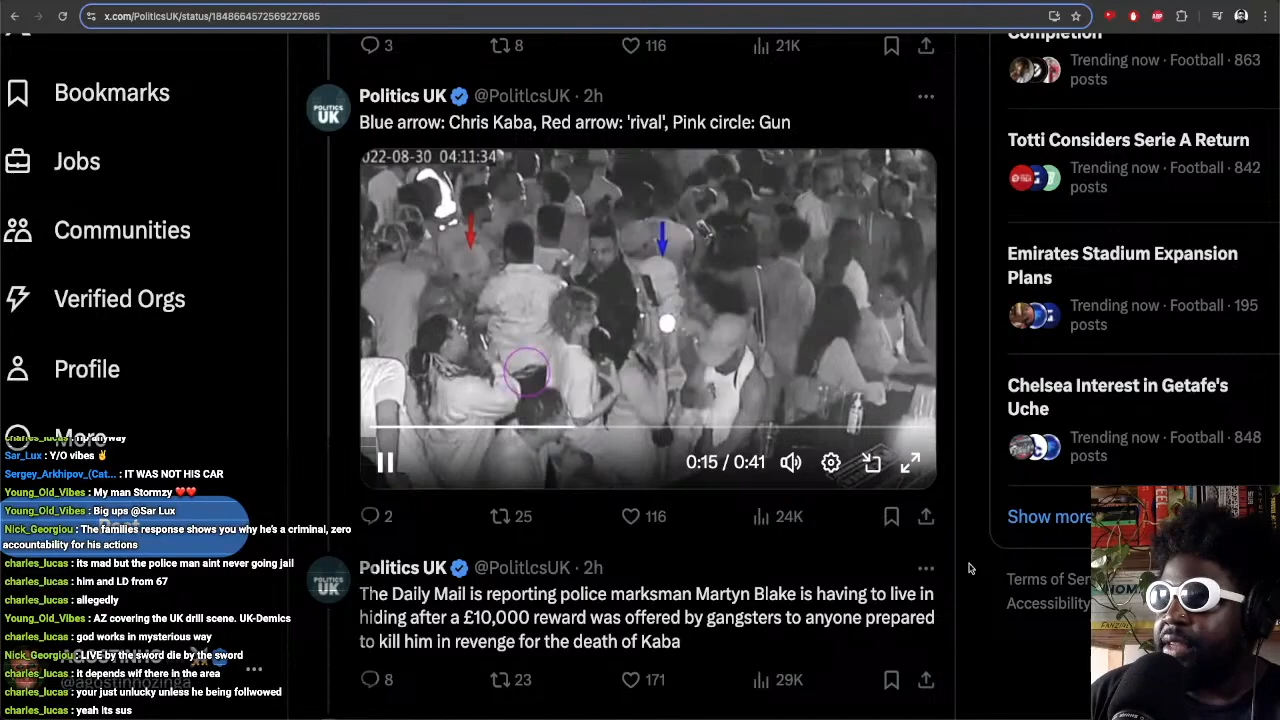 x.com/PoliticsUK/status/1848664572569227685
Bookmarks
Jobs
Communities
Verified Orgs
Profile
More
3
8
116
21K
Politics UK @PolitlcsUK · 2h
Blue arrow: Chris Kaba, Red arrow: 'rival', Pink circle: Gun
POLITICS
UK
022-08-30 04:11:34
0:15 / 0:41
2
25
116
24K
Politics UK @PolitlcsUK · 2h
The Daily Mail is reporting police marksman Martyn Blake is having to live in
hiding after a £10,000 reward was offered by gangsters to anyone prepared
to kill him in revenge for the death of Kaba
POLITICS
UK
8
23
171
29K
Completion
Trending now · Football · 863
posts
Totti Considers Serie A Return
Trending now · Football · 842
posts
Emirates Stadium Expansion
Plans
Trending now · Football · 195
posts
Chelsea Interest in Getafe's
Uche
Trending now · Football · 848
posts
Show more
Terms of Ser
Accessibility
charles_lucas : no anyway
Sar_Lux : Y/O vibes ✌
Sergey_Arkhipov_(Cat... : IT WAS NOT HIS CAR
Young_Old_Vibes : My man Stormzy ❤❤
Young_Old_Vibes : Big ups @Sar Lux
Post
Nick_Georgiou : The families response shows you why he's a criminal, zero
accountability for his actions
charles_lucas : its mad but the police man aint never going jail
charles_lucas : him and LD from 67
charles_lucas : allegedly
Young_Old_Vibes : AZ covering the UK drill scene. UK-Demics
charles_lucas : god works in mysterious way
Nick_Georgiou : LIVE by the sword die by the sword
charles_lucas : it depends wif there in the area
charles_lucas : your just unlucky unless he being follwowed
charles_lucas : yeah its sus